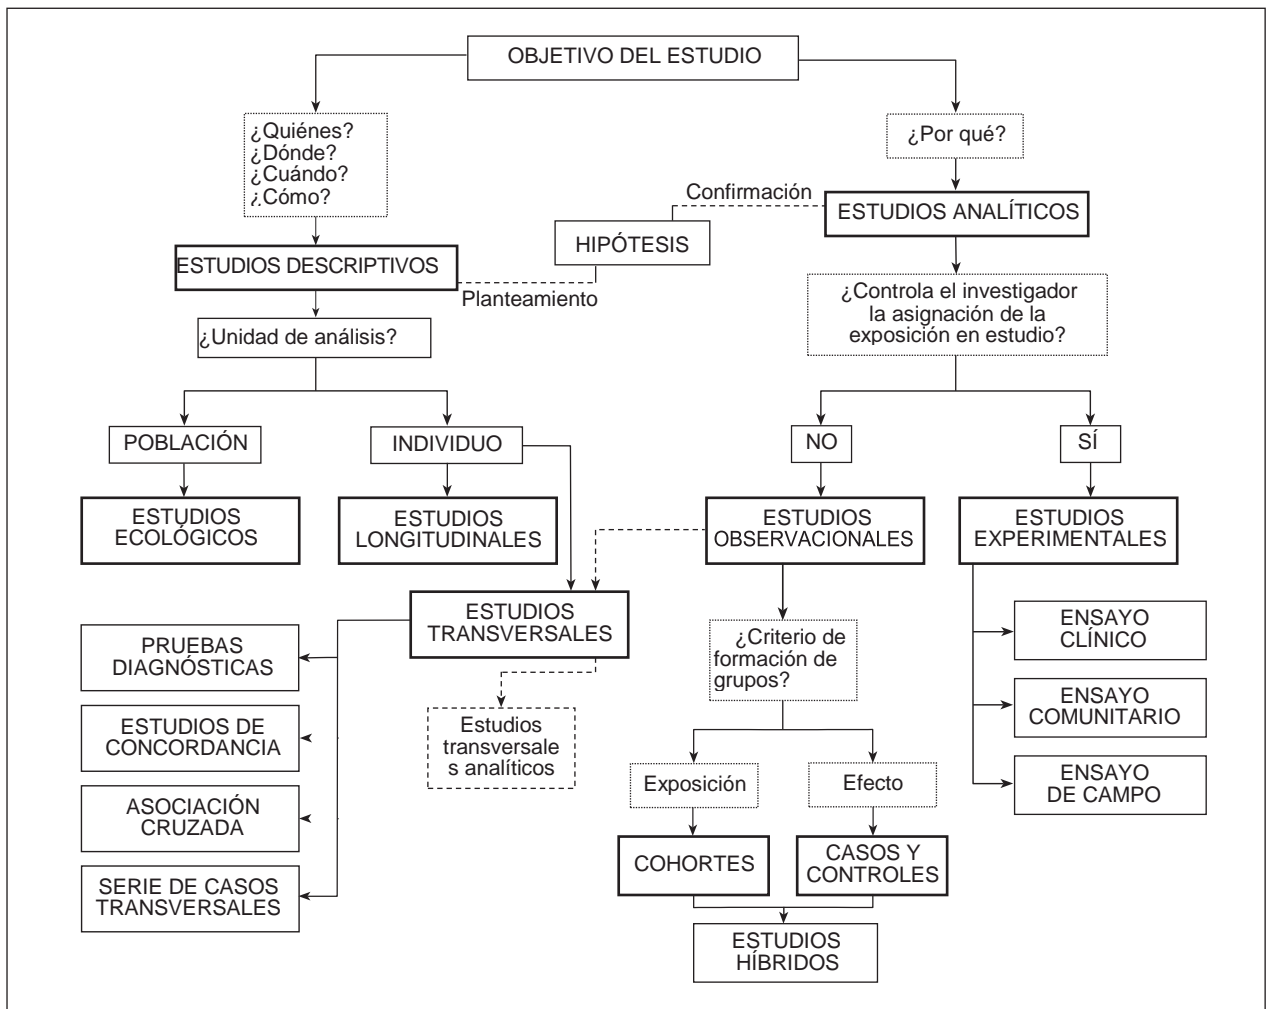 OBJETIVO DEL ESTUDIO
¿Quiénes?
¿Dónde?
¿Cuándo?
¿Cómo?
¿Por qué?
Confirmación
ESTUDIOS ANALÍTICOS
HIPÓTESIS
ESTUDIOS DESCRIPTIVOS
Planteamiento
¿Controla el investigador
la asignación de la
exposición en estudio?
¿Unidad de análisis?
POBLACIÓN
INDIVIDUO
NO
SÍ
ESTUDIOS
ECOLÓGICOS
ESTUDIOS
LONGITUDINALES
ESTUDIOS
OBSERVACIONALES
ESTUDIOS
EXPERIMENTALES
ESTUDIOS
TRANSVERSALES
PRUEBAS
DIAGNÓSTICAS
ESTUDIOS DE
CONCORDANCIA
ASOCIACIÓN
CRUZADA
SERIE DE CASOS
TRANSVERSALES
Estudios
transversale
s analíticos
¿Criterio de
formación de
grupos?
Exposición
Efecto
COHORTES
CASOS Y
CONTROLES
ESTUDIOS
HÍBRIDOS
ENSAYO
CLÍNICO
ENSAYO
COMUNITARIO
ENSAYO
DE CAMPO